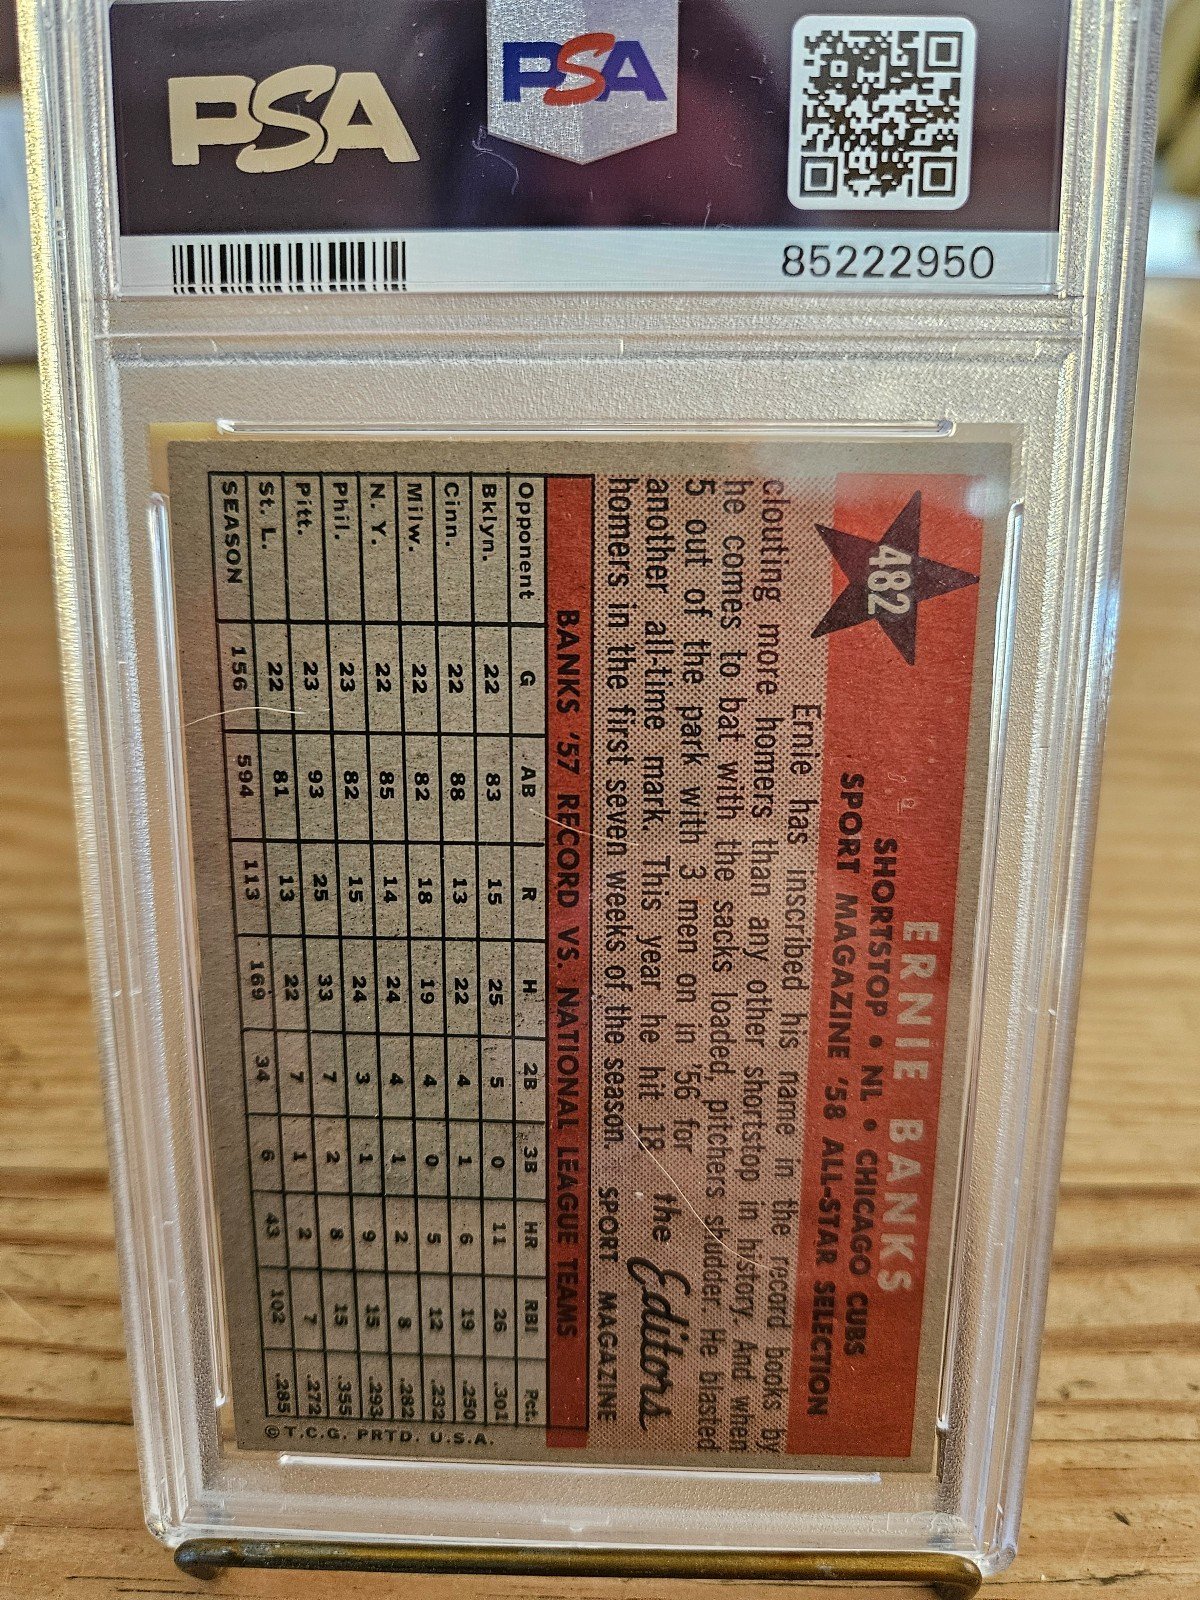 PSA
PSA
85222950
482
ERNIE BANKS
SHORTSTOP • NL • CHICAGO CUBS
SPORT MAGAZINE '58 ALL-STAR SELECTION
Ernie has inscribed his name in the record books by
clouting more homers than any other shortstop in history. And when
he comes to bat with the sacks loaded, pitchers shudder. He blasted
5 out of the park with 3 men on in '56 for
another all-time mark. This year he hit 18
homers in the first seven weeks of the season.
the Editors
SPORT MAGAZINE
BANKS '57 RECORD VS. NATIONAL LEAGUE TEAMS
Opponent G AB R H 2B 3B HR RBI Pct.
Bklyn. 22 83 15 25 5 0 11 26 .301
Cinn. 22 88 13 22 4 1 6 19 .250
Milw. 22 82 18 19 4 0 5 12 .232
N. Y. 22 85 14 24 4 1 2 8 .282
Phil. 23 82 15 24 3 1 9 15 .293
Pitt. 23 93 25 33 7 2 8 15 .355
St. L. 22 81 13 22 7 1 2 7 .272
SEASON 156 594 113 169 34 6 43 102 .285
© T.C.G. PRTD. U.S.A.